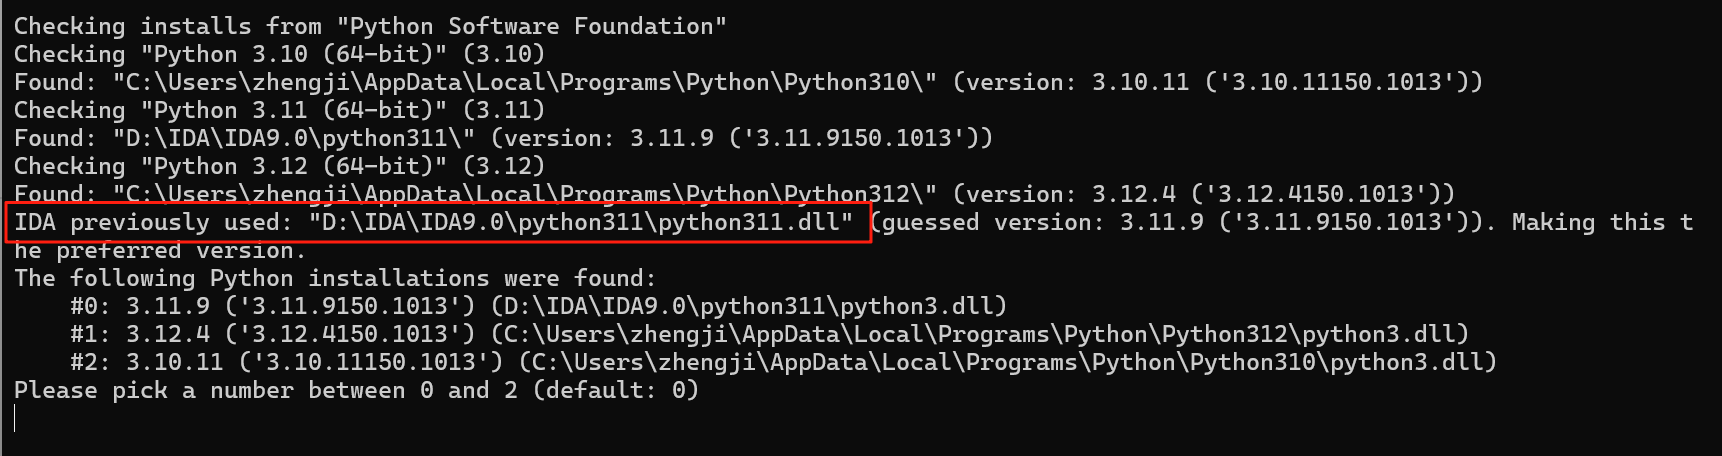 Checking installs from "Python Software Foundation"
Checking "Python 3.10 (64-bit)" (3.10)
Found: "C:\Users\zhengji\AppData\Local\Programs\Python\Python310\" (version: 3.10.11 ('3.10.11150.1013'))
Checking "Python 3.11 (64-bit)" (3.11)
Found: "D:\IDA\IDA9.0\python311\" (version: 3.11.9 ('3.11.9150.1013'))
Checking "Python 3.12 (64-bit)" (3.12)
Found: "C:\Users\zhengji\AppData\Local\Programs\Python\Python312\" (version: 3.12.4 ('3.12.4150.1013'))
IDA previously used: "D:\IDA\IDA9.0\python311\python311.dll" (guessed version: 3.11.9 ('3.11.9150.1013')). Making this t
he preferred version.
The following Python installations were found:
    #0: 3.11.9 ('3.11.9150.1013') (D:\IDA\IDA9.0\python311\python3.dll)
    #1: 3.12.4 ('3.12.4150.1013') (C:\Users\zhengji\AppData\Local\Programs\Python\Python312\python3.dll)
    #2: 3.10.11 ('3.10.11150.1013') (C:\Users\zhengji\AppData\Local\Programs\Python\Python310\python3.dll)
Please pick a number between 0 and 2 (default: 0)